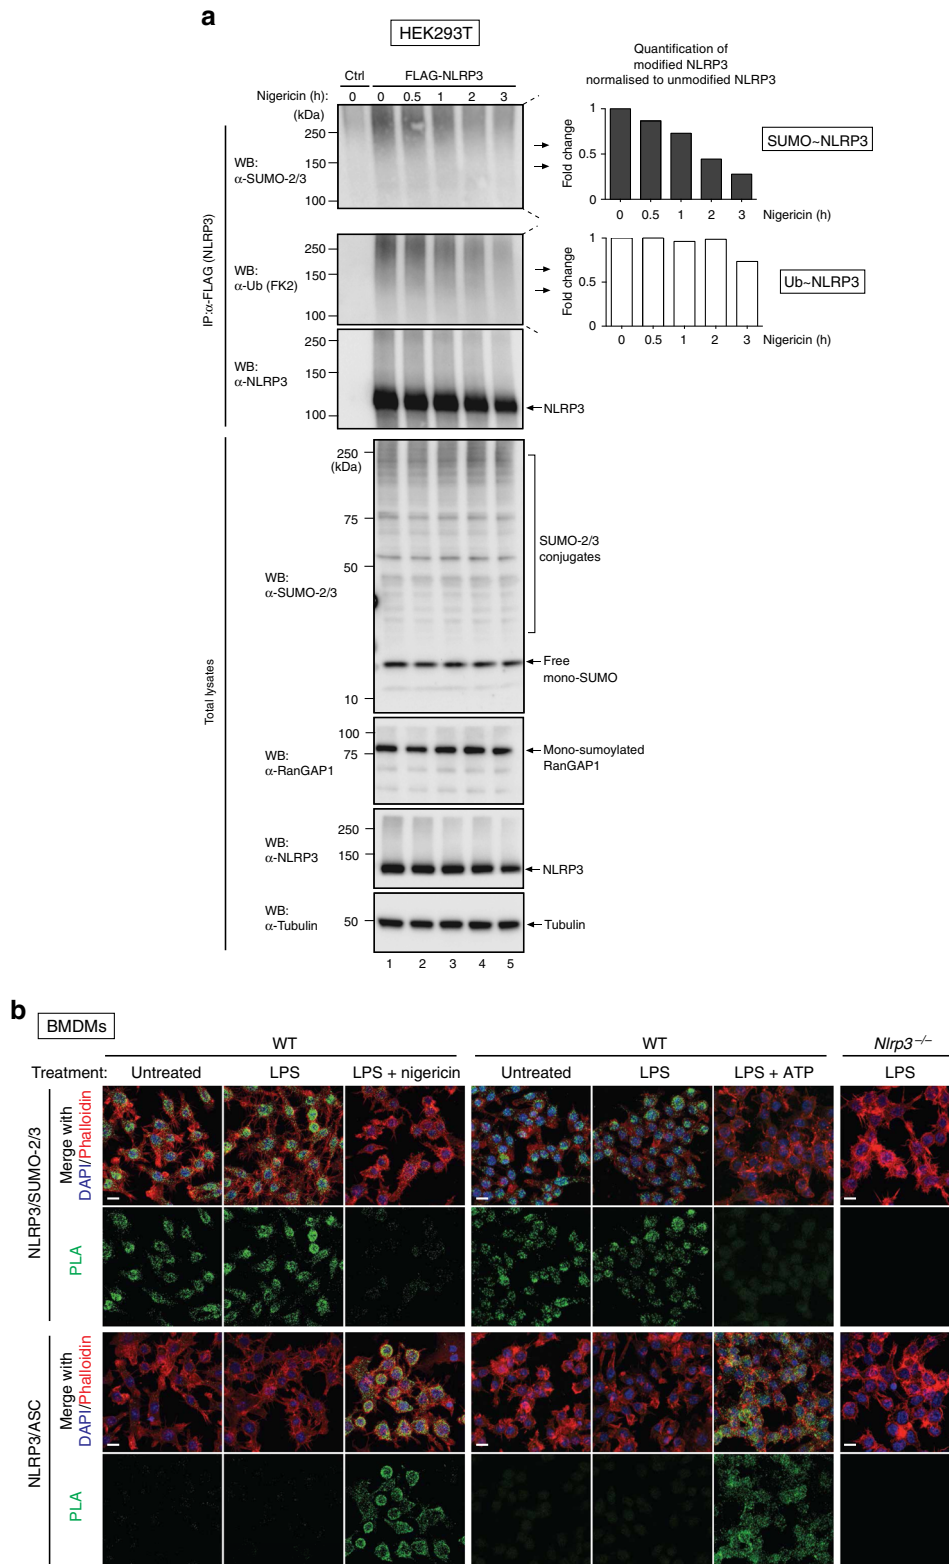 a
HEK293T
Ctrl FLAG-NLRP3
Nigericin (h): 0 0 0.5 1 2 3
(kDa)
IP:α-FLAG (NLRP3)
WB:
α-SUMO-2/3
250
150
100
WB:
α-Ub (FK2)
250
150
100
WB:
α-NLRP3
250
150
100
NLRP3
Quantification of
modified NLRP3
normalised to unmodified NLRP3
Fold change
1
0.5
0
0 0.5 1 2 3 Nigericin (h)
SUMO~NLRP3
Fold change
1
0.5
0
0 0.5 1 2 3 Nigericin (h)
Ub~NLRP3
Total lysates
WB:
α-SUMO-2/3
250
(kDa)
75
50
10
SUMO-2/3
conjugates
Free
mono-SUMO
WB:
α-RanGAP1
100
75
Mono-sumoylated
RanGAP1
WB:
α-NLRP3
250
150
NLRP3
WB:
α-Tubulin
50
Tubulin
1 2 3 4 5
b
BMDMs
WT WT Nlrp3−/−
Treatment: Untreated LPS LPS + nigericin Untreated LPS LPS + ATP LPS
NLRP3/SUMO-2/3
Merge with
DAPI/Phalloidin
PLA
NLRP3/ASC
Merge with
DAPI/Phalloidin
PLA